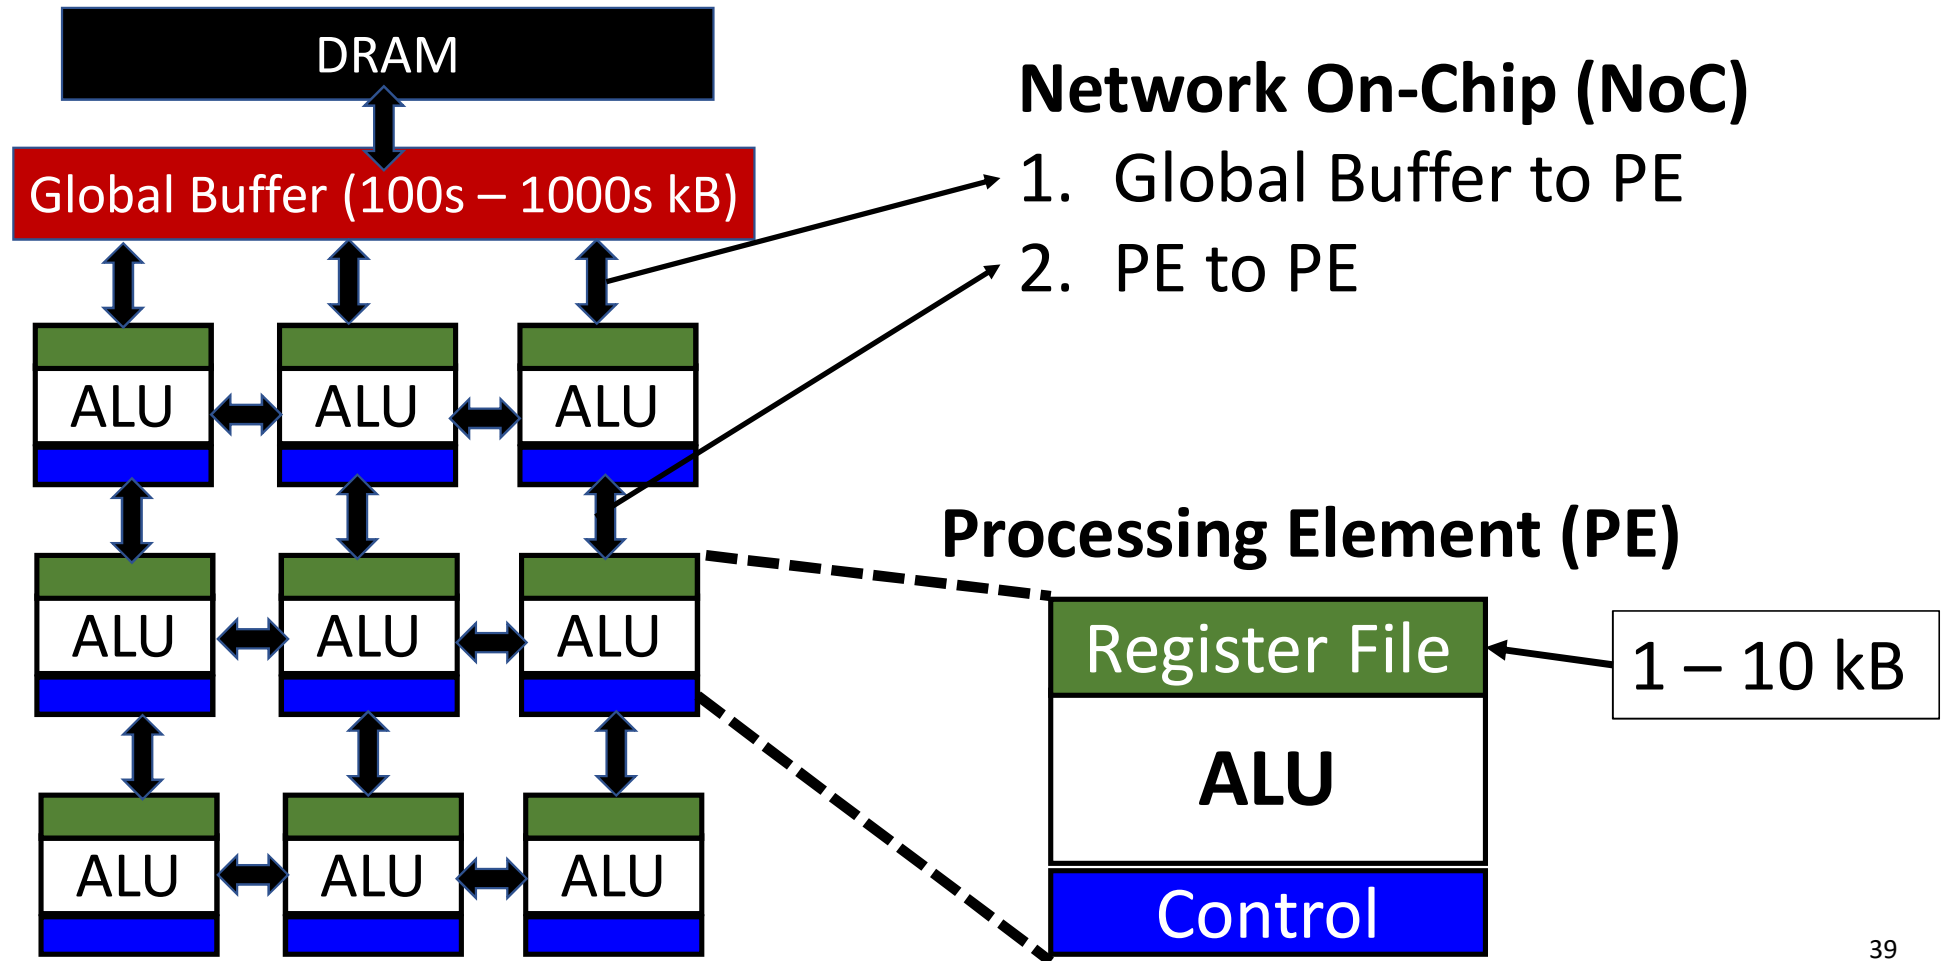 DRAM
Global Buffer (100s – 1000s kB)
Network On-Chip (NoC)
1. Global Buffer to PE
2. PE to PE
ALU ALU ALU
ALU ALU ALU
ALU ALU ALU
Processing Element (PE)
Register File
1 – 10 kB
ALU
Control
39